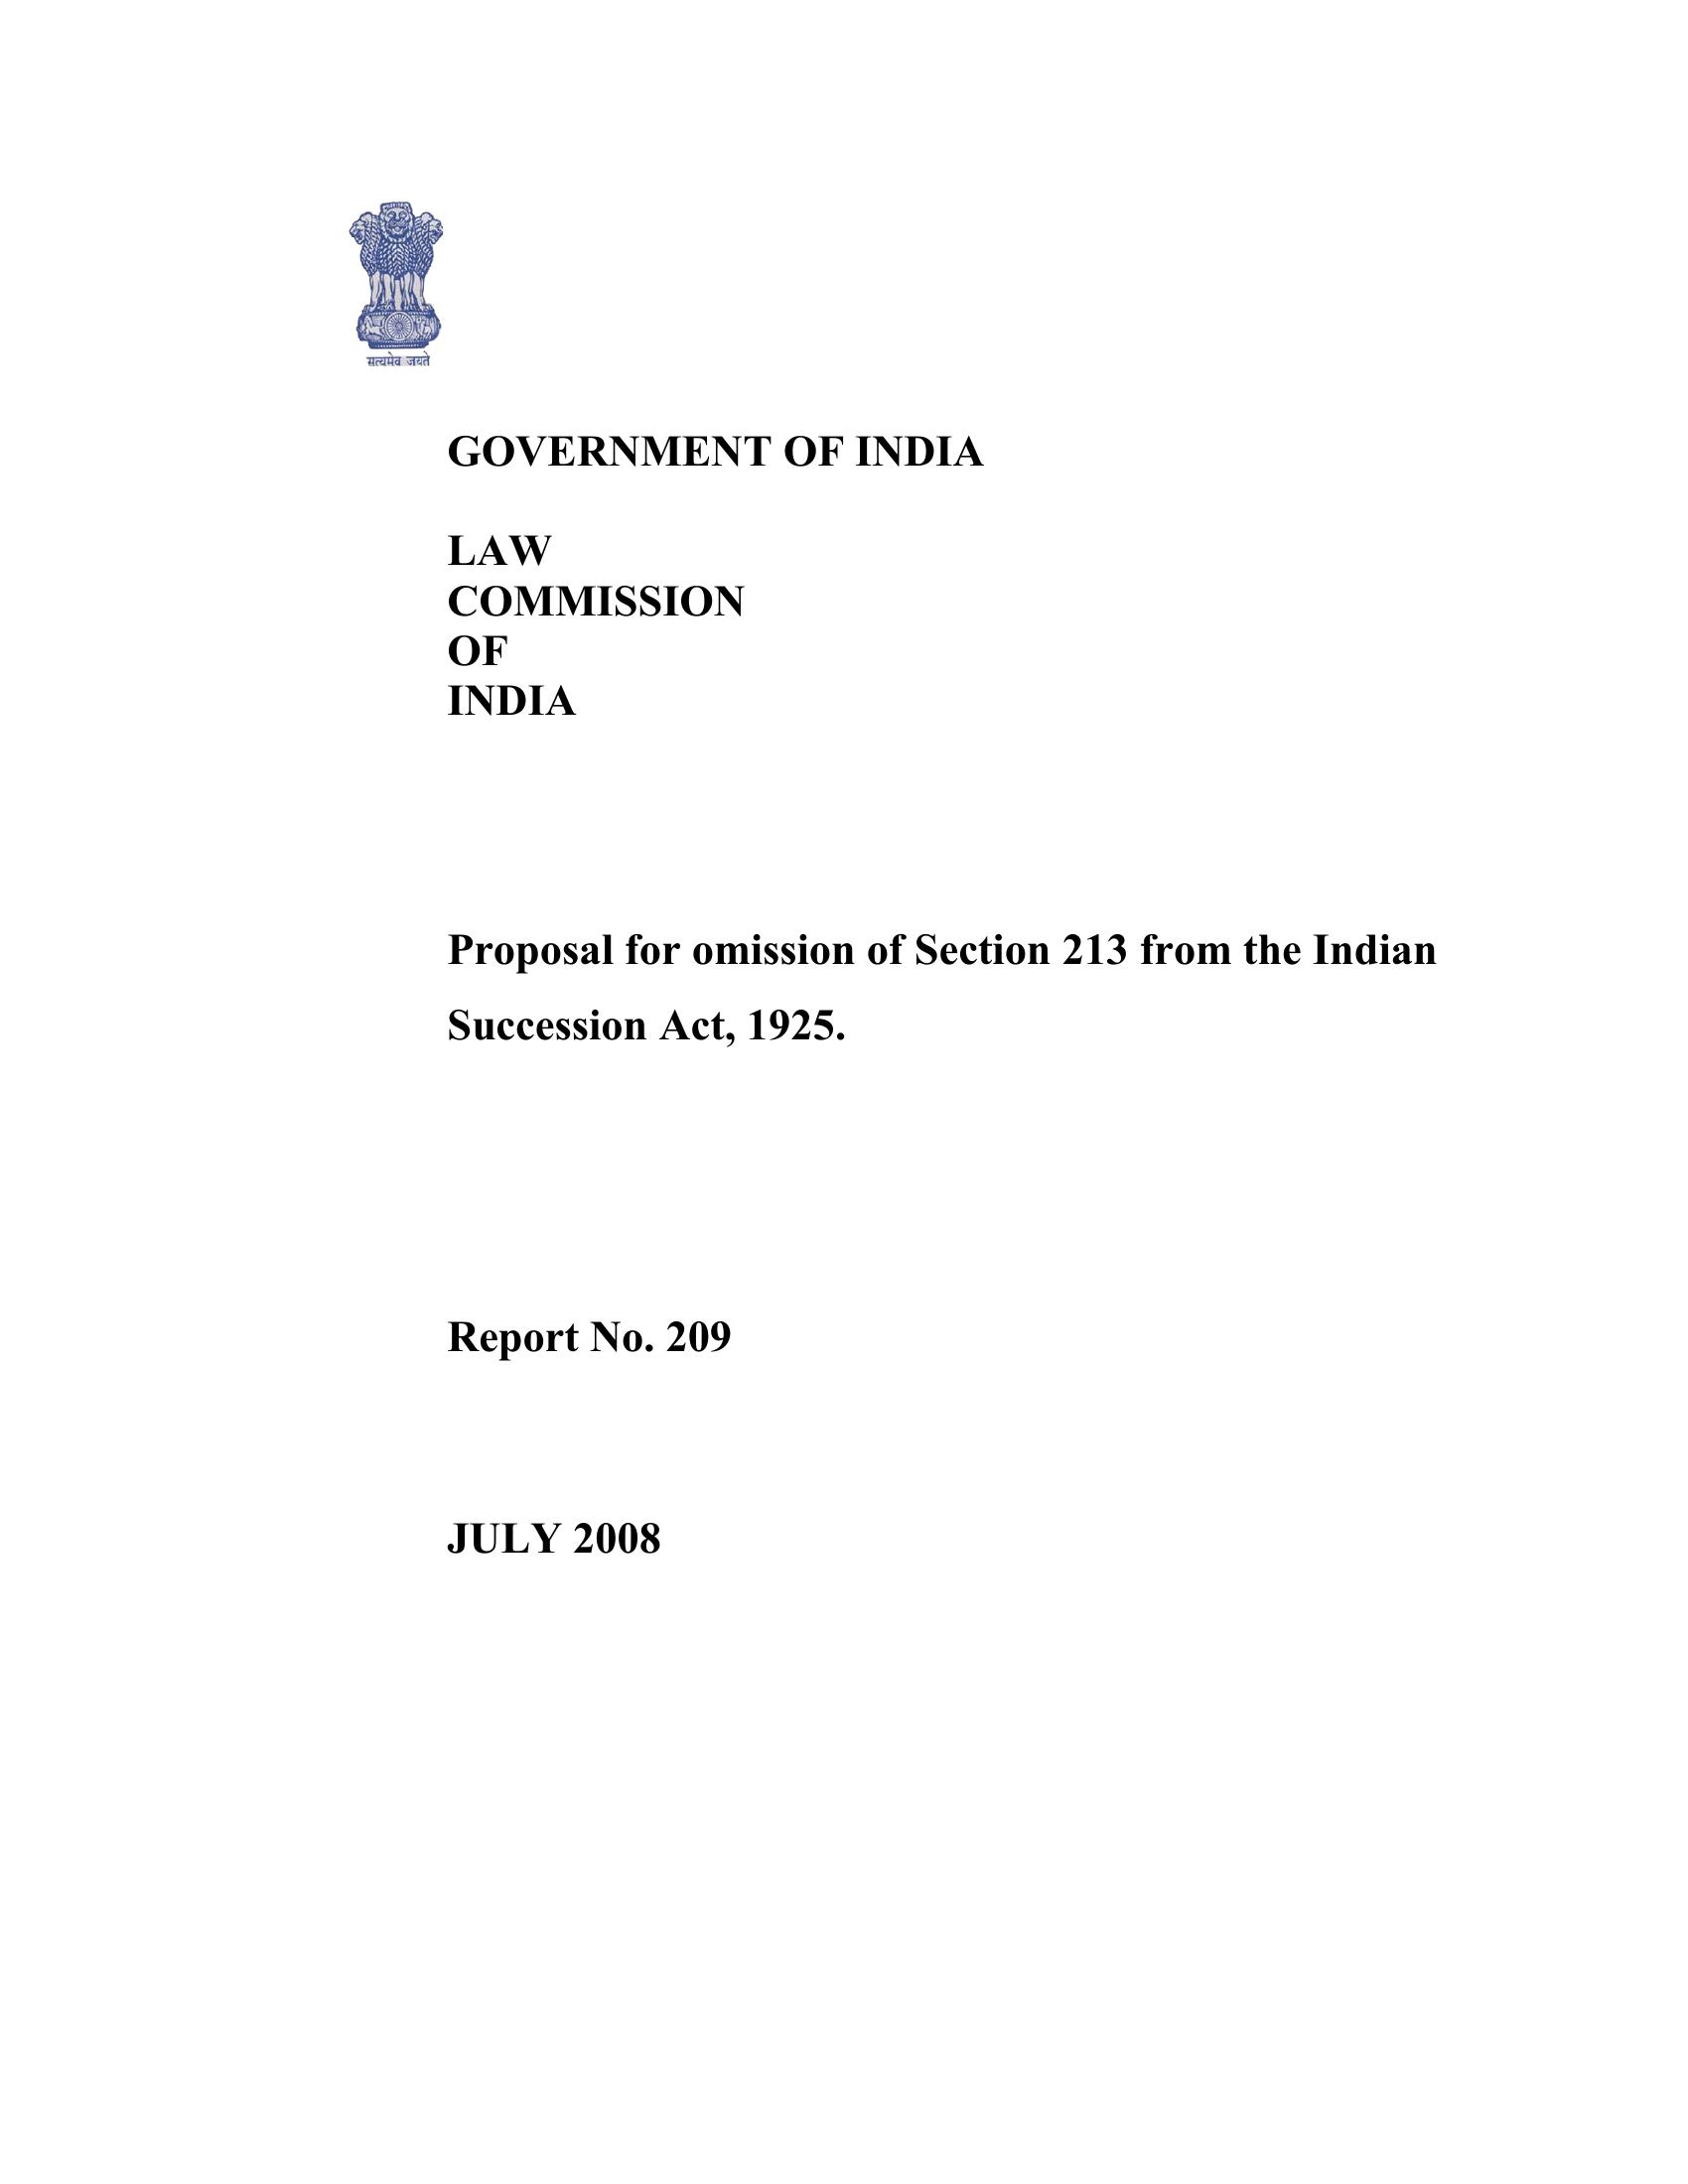 सत्यमेव जयते
GOVERNMENT OF INDIA
LAW
COMMISSION
OF
INDIA
Proposal for omission of Section 213 from the Indian
Succession Act, 1925.
Report No. 209
JULY 2008